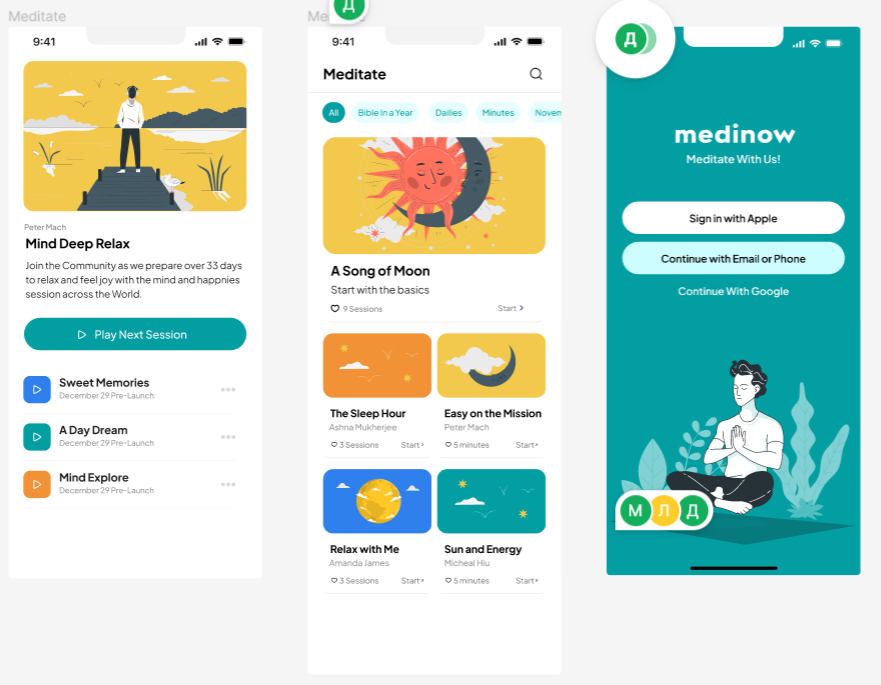 Meditate
9:41
Peter Mach
Mind Deep Relax
Join the Community as we prepare over 33 days
to relax and feel joy with the mind and happnies
session across the World.
Play Next Session
Sweet Memories
December 29 Pre-Launch
A Day Dream
December 29 Pre-Launch
Mind Explore
December 29 Pre-Launch
Me
Д
9:41
Meditate
All
Bible In a Year
Dailies
Minutes
Noven
A Song of Moon
Start with the basics
9 Sessions
Start
The Sleep Hour
Ashna Mukherjee
3 Sessions
Start
Easy on the Mission
Peter Mach
5 minutes
Start
Relax with Me
Amanda James
3 Sessions
Start
Sun and Energy
Micheal Hiu
5 minutes
Start
Д
medinow
Meditate With Us!
Sign in with Apple
Continue with Email or Phone
Continue With Google
М Л Д